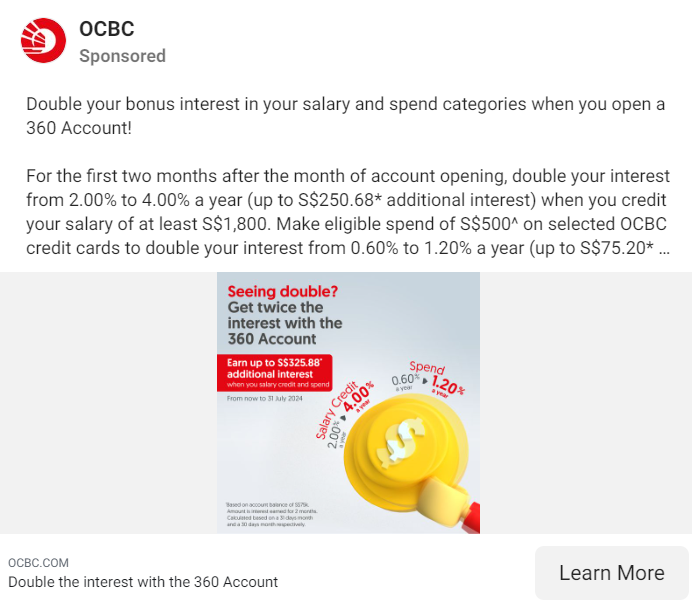 OCBC
Sponsored
Double your bonus interest in your salary and spend categories when you open a
360 Account!
For the first two months after the month of account opening, double your interest
from 2.00% to 4.00% a year (up to S$250.68* additional interest) when you credit
your salary of at least S$1,800. Make eligible spend of S$500^ on selected OCBC
credit cards to double your interest from 0.60% to 1.20% a year (up to S$75.20* ...
Seeing double?
Get twice the
interest with the
360 Account
Earn up to S$325.88*
additional interest
when you salary credit and spend
From now to 31 July 2024
Salary Credit
2.00% a year
4.00% a year
Spend
0.60% a year
1.20% a year
*Based on account balance of S$75k.
Amount is interest earned for 2 months.
Calculated based on a 31 days month
and a 30 days month respectively.
OCBC.COM
Double the interest with the 360 Account
Learn More